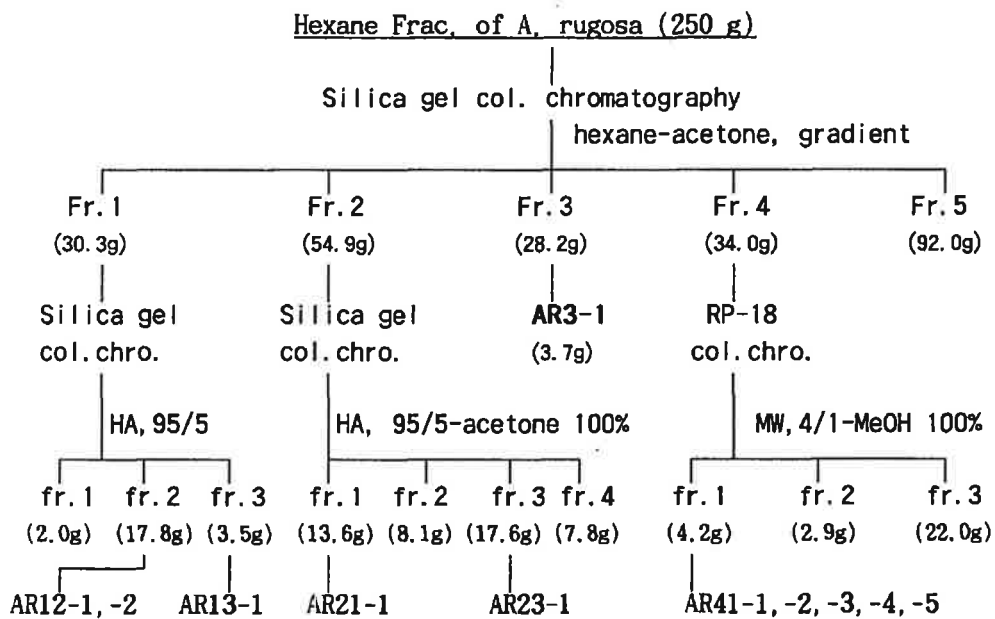 Hexane Frac. of A. rugosa (250 g)
Silica gel col. chromatography
hexane-acetone, gradient
Fr. 1 Fr. 2 Fr. 3 Fr. 4 Fr. 5
(30. 3g) (54. 9g) (28. 2g) (34. 0g) (92. 0g)
Silica gel Silica gel AR3-1 RP-18
col. chro. col. chro. (3. 7g) col. chro.
HA, 95/5 HA, 95/5-acetone 100% MW, 4/1-MeOH 100%
fr. 1 fr. 2 fr. 3 fr. 1 fr. 2 fr. 3 fr. 4 fr. 1 fr. 2 fr. 3
(2. 0g) (17. 8g) (3. 5g) (13. 6g) (8. 1g) (17. 6g) (7. 8g) (4. 2g) (2. 9g) (22. 0g)
AR12-1, -2 AR13-1 AR21-1 AR23-1 AR41-1, -2, -3, -4, -5